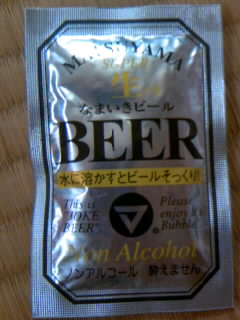 MATSUYAMA
SUPER
生
なまいきビール
BEER
水に溶かすとビールそっくり!
This is
"JOKE
BEER".
Please
enjoy it's
Bubble
®
Non Alcohol
ノンアルコール 酔えません